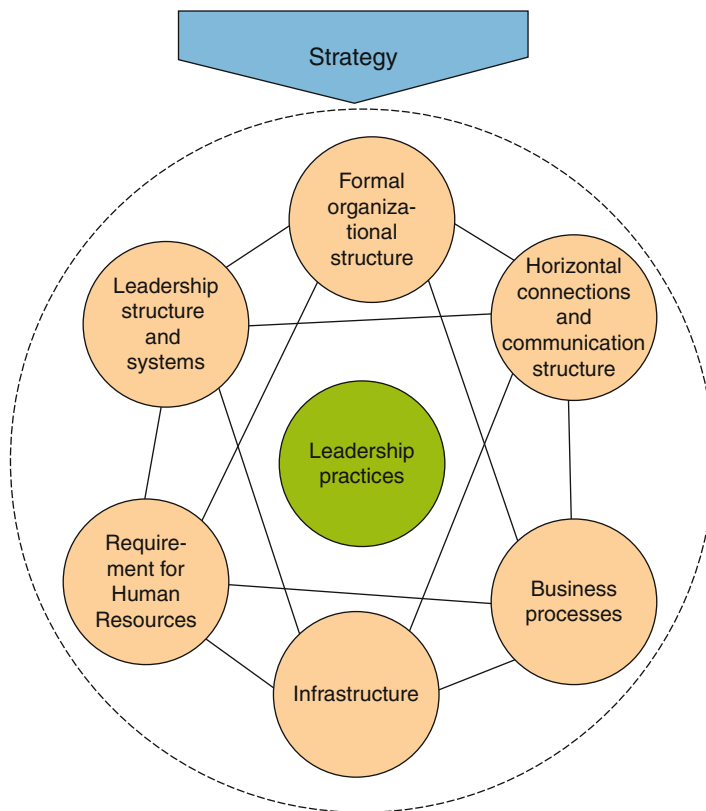 Strategy
Formal
organiza-
tional
structure
Leadership
structure
and
systems
Horizontal
connections
and
communication
structure
Leadership
practices
Require-
ment for
Human
Resources
Business
processes
Infrastructure